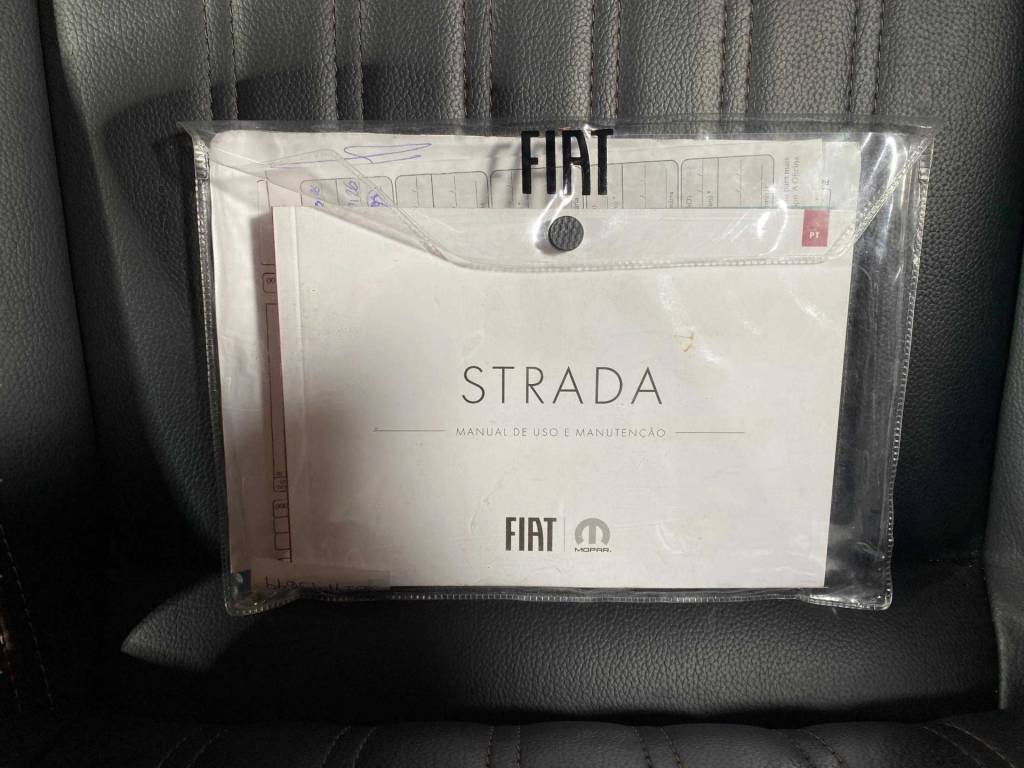 FIAT
PT
STRADA
MANUAL DE USO E MANUTENÇÃO
FIAT
MOPAR